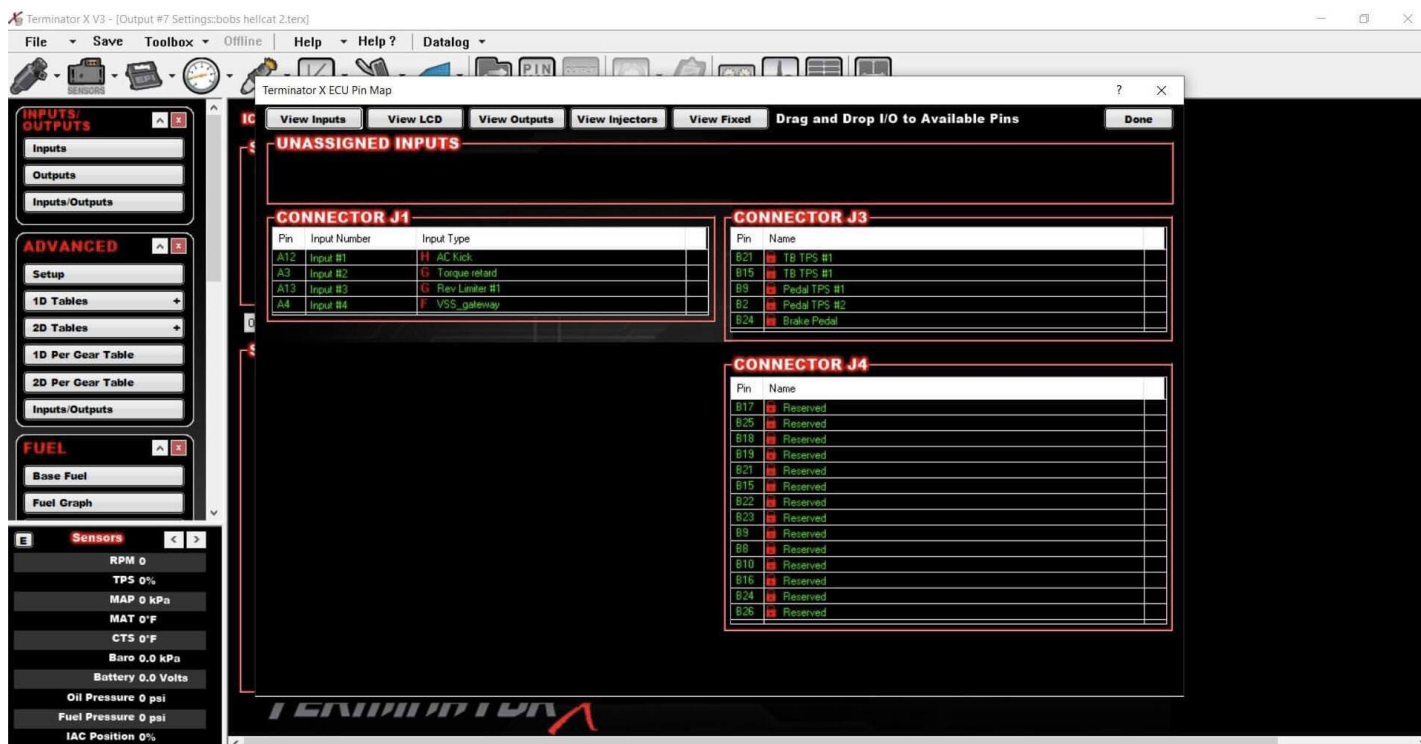 Terminator X V3 - [Output #7 Settings::bobs hellcat 2.terx]
File Save Toolbox Offline Help Help ? Datalog
SENSORS EFI PIN
Terminator X ECU Pin Map ?
View Inputs View LCD View Outputs View Injectors View Fixed Drag and Drop I/O to Available Pins Done
UNASSIGNED INPUTS
CONNECTOR J1
Pin Input Number Input Type
A12 Input #1 H AC Kick
A3 Input #2 G Torque retard
A13 Input #3 G Rev Limiter #1
A4 Input #4 F VSS_gateway
CONNECTOR J3
Pin Name
B21 TB TPS #1
B15 TB TPS #1
B9 Pedal TPS #1
B2 Pedal TPS #2
B24 Brake Pedal
CONNECTOR J4
Pin Name
B17 Reserved
B25 Reserved
B18 Reserved
B19 Reserved
B21 Reserved
B15 Reserved
B22 Reserved
B23 Reserved
B9 Reserved
B8 Reserved
B10 Reserved
B16 Reserved
B24 Reserved
B26 Reserved
INPUTS/
OUTPUTS
Inputs
Outputs
Inputs/Outputs
ADVANCED
Setup
1D Tables +
2D Tables +
1D Per Gear Table
2D Per Gear Table
Inputs/Outputs
FUEL
Base Fuel
Fuel Graph
E Sensors < >
RPM 0
TPS 0%
MAP 0 kPa
MAT 0°F
CTS 0°F
Baro 0.0 kPa
Battery 0.0 Volts
Oil Pressure 0 psi
Fuel Pressure 0 psi
IAC Position 0%
TERMINATOR X